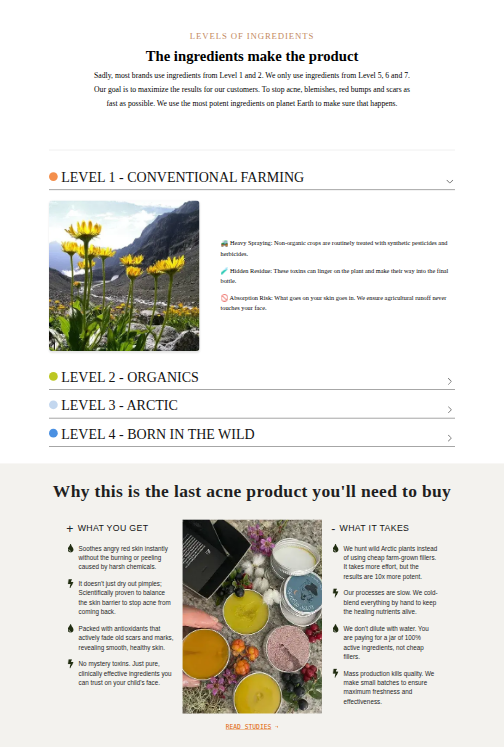 LEVELS OF INGREDIENTS
The ingredients make the product
Sadly, most brands use ingredients from Level 1 and 2. We only use ingredients from Level 5, 6 and 7.
Our goal is to maximize the results for our customers. To stop acne, blemishes, red bumps and scars as
fast as possible. We use the most potent ingredients on planet Earth to make sure that happens.
LEVEL 1 - CONVENTIONAL FARMING
🚜 Heavy Spraying: Non-organic crops are routinely treated with synthetic pesticides and
herbicides.
🧪 Hidden Residue: These toxins can linger on the plant and make their way into the final
bottle.
🚫 Absorption Risk: What goes on your skin goes in. We ensure agricultural runoff never
touches your face.
LEVEL 2 - ORGANICS
LEVEL 3 - ARCTIC
LEVEL 4 - BORN IN THE WILD
Why this is the last acne product you'll need to buy
+ WHAT YOU GET
Soothes angry red skin instantly
without the burning or peeling
caused by harsh chemicals.
It doesn't just dry out pimples;
Scientifically proven to balance
the skin barrier to stop acne from
coming back.
Packed with antioxidants that
actively fade old scars and marks,
revealing smooth, healthy skin.
No mystery toxins. Just pure,
clinically effective ingredients you
can trust on your child's face.
- WHAT IT TAKES
We hunt wild Arctic plants instead
of using cheap farm-grown fillers.
It takes more effort, but the
results are 10x more potent.
Our processes are slow. We cold-
blend everything by hand to keep
the healing nutrients alive.
We don't dilute with water. You
are paying for a jar of 100%
active ingredients, not cheap
fillers.
Mass production kills quality. We
make small batches to ensure
maximum freshness and
effectiveness.
READ STUDIES →